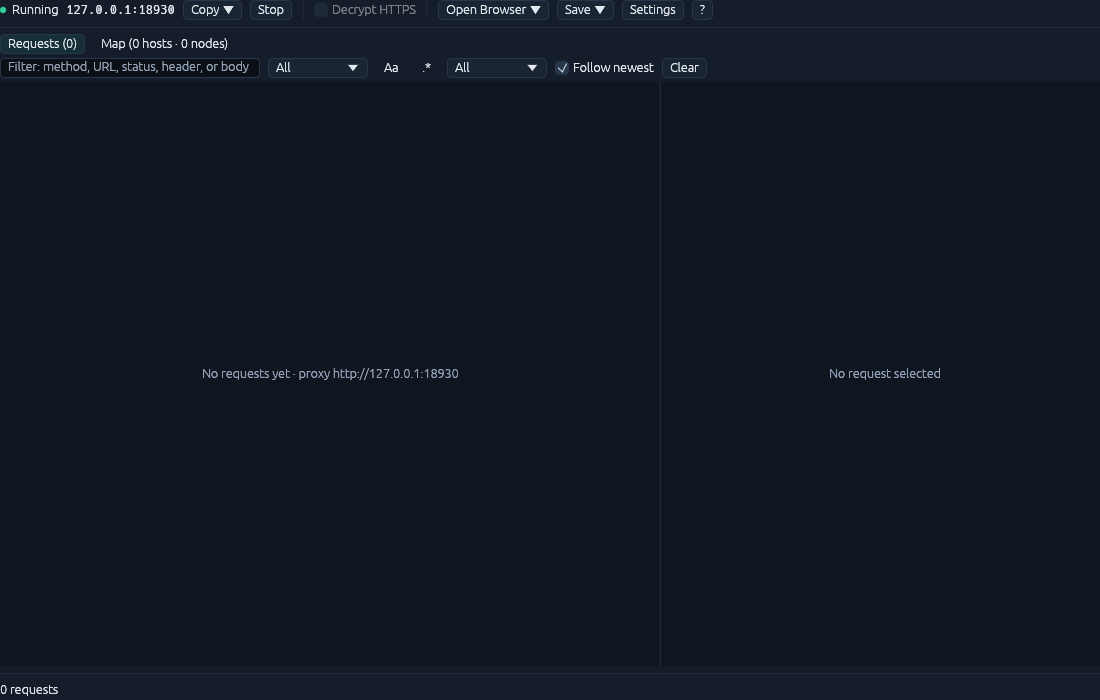 Running 127.0.0.1:18930 Copy ▼ Stop Decrypt HTTPS Open Browser ▼ Save ▼ Settings ?
Requests (0) Map (0 hosts · 0 nodes)
Filter: method, URL, status, header, or body All ▼ Aa .* All ▼ Follow newest Clear
No requests yet · proxy http://127.0.0.1:18930 No request selected
0 requests